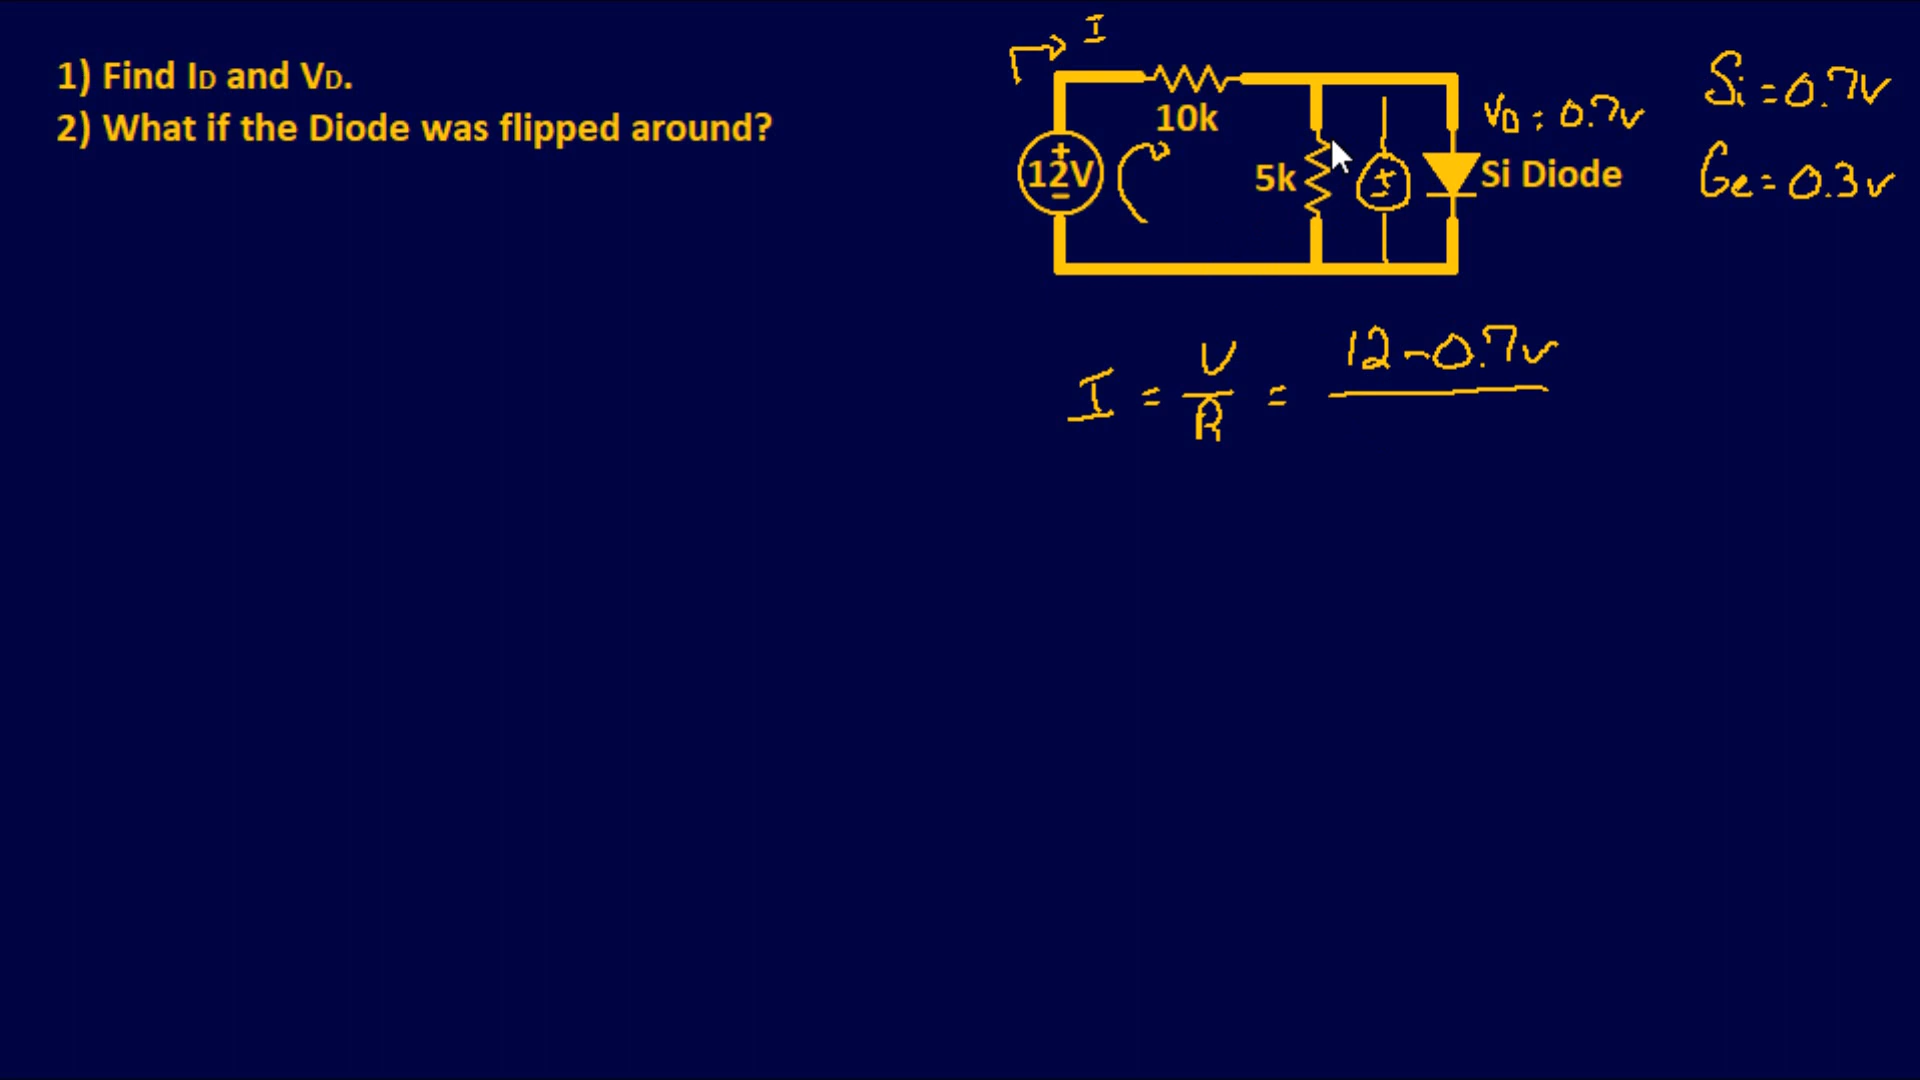 1) Find ID and VD.
2) What if the Diode was flipped around?
I
10k
+
12V
-
5k
±
VD = 0.7v
Si Diode
Si = 0.7v
Ge = 0.3v
I = V/R = 12-0.7v